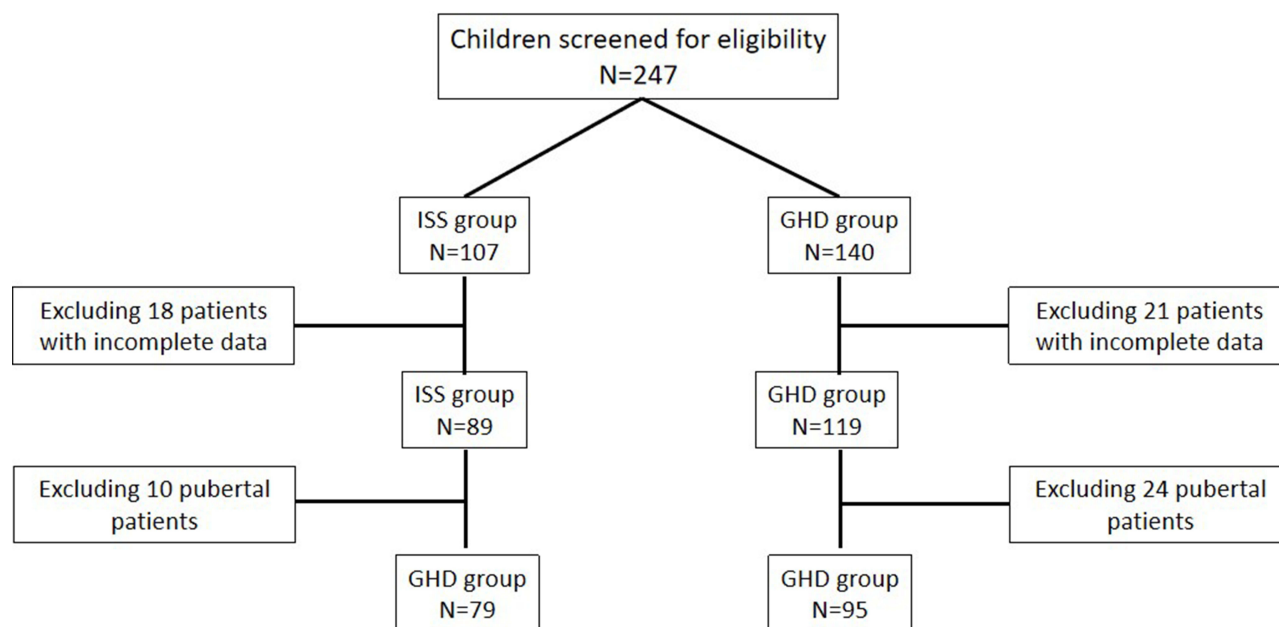 Children screened for eligibility
N=247
ISS group
N=107
GHD group
N=140
Excluding 18 patients
with incomplete data
Excluding 21 patients
with incomplete data
ISS group
N=89
GHD group
N=119
Excluding 10 pubertal
patients
Excluding 24 pubertal
patients
GHD group
N=79
GHD group
N=95